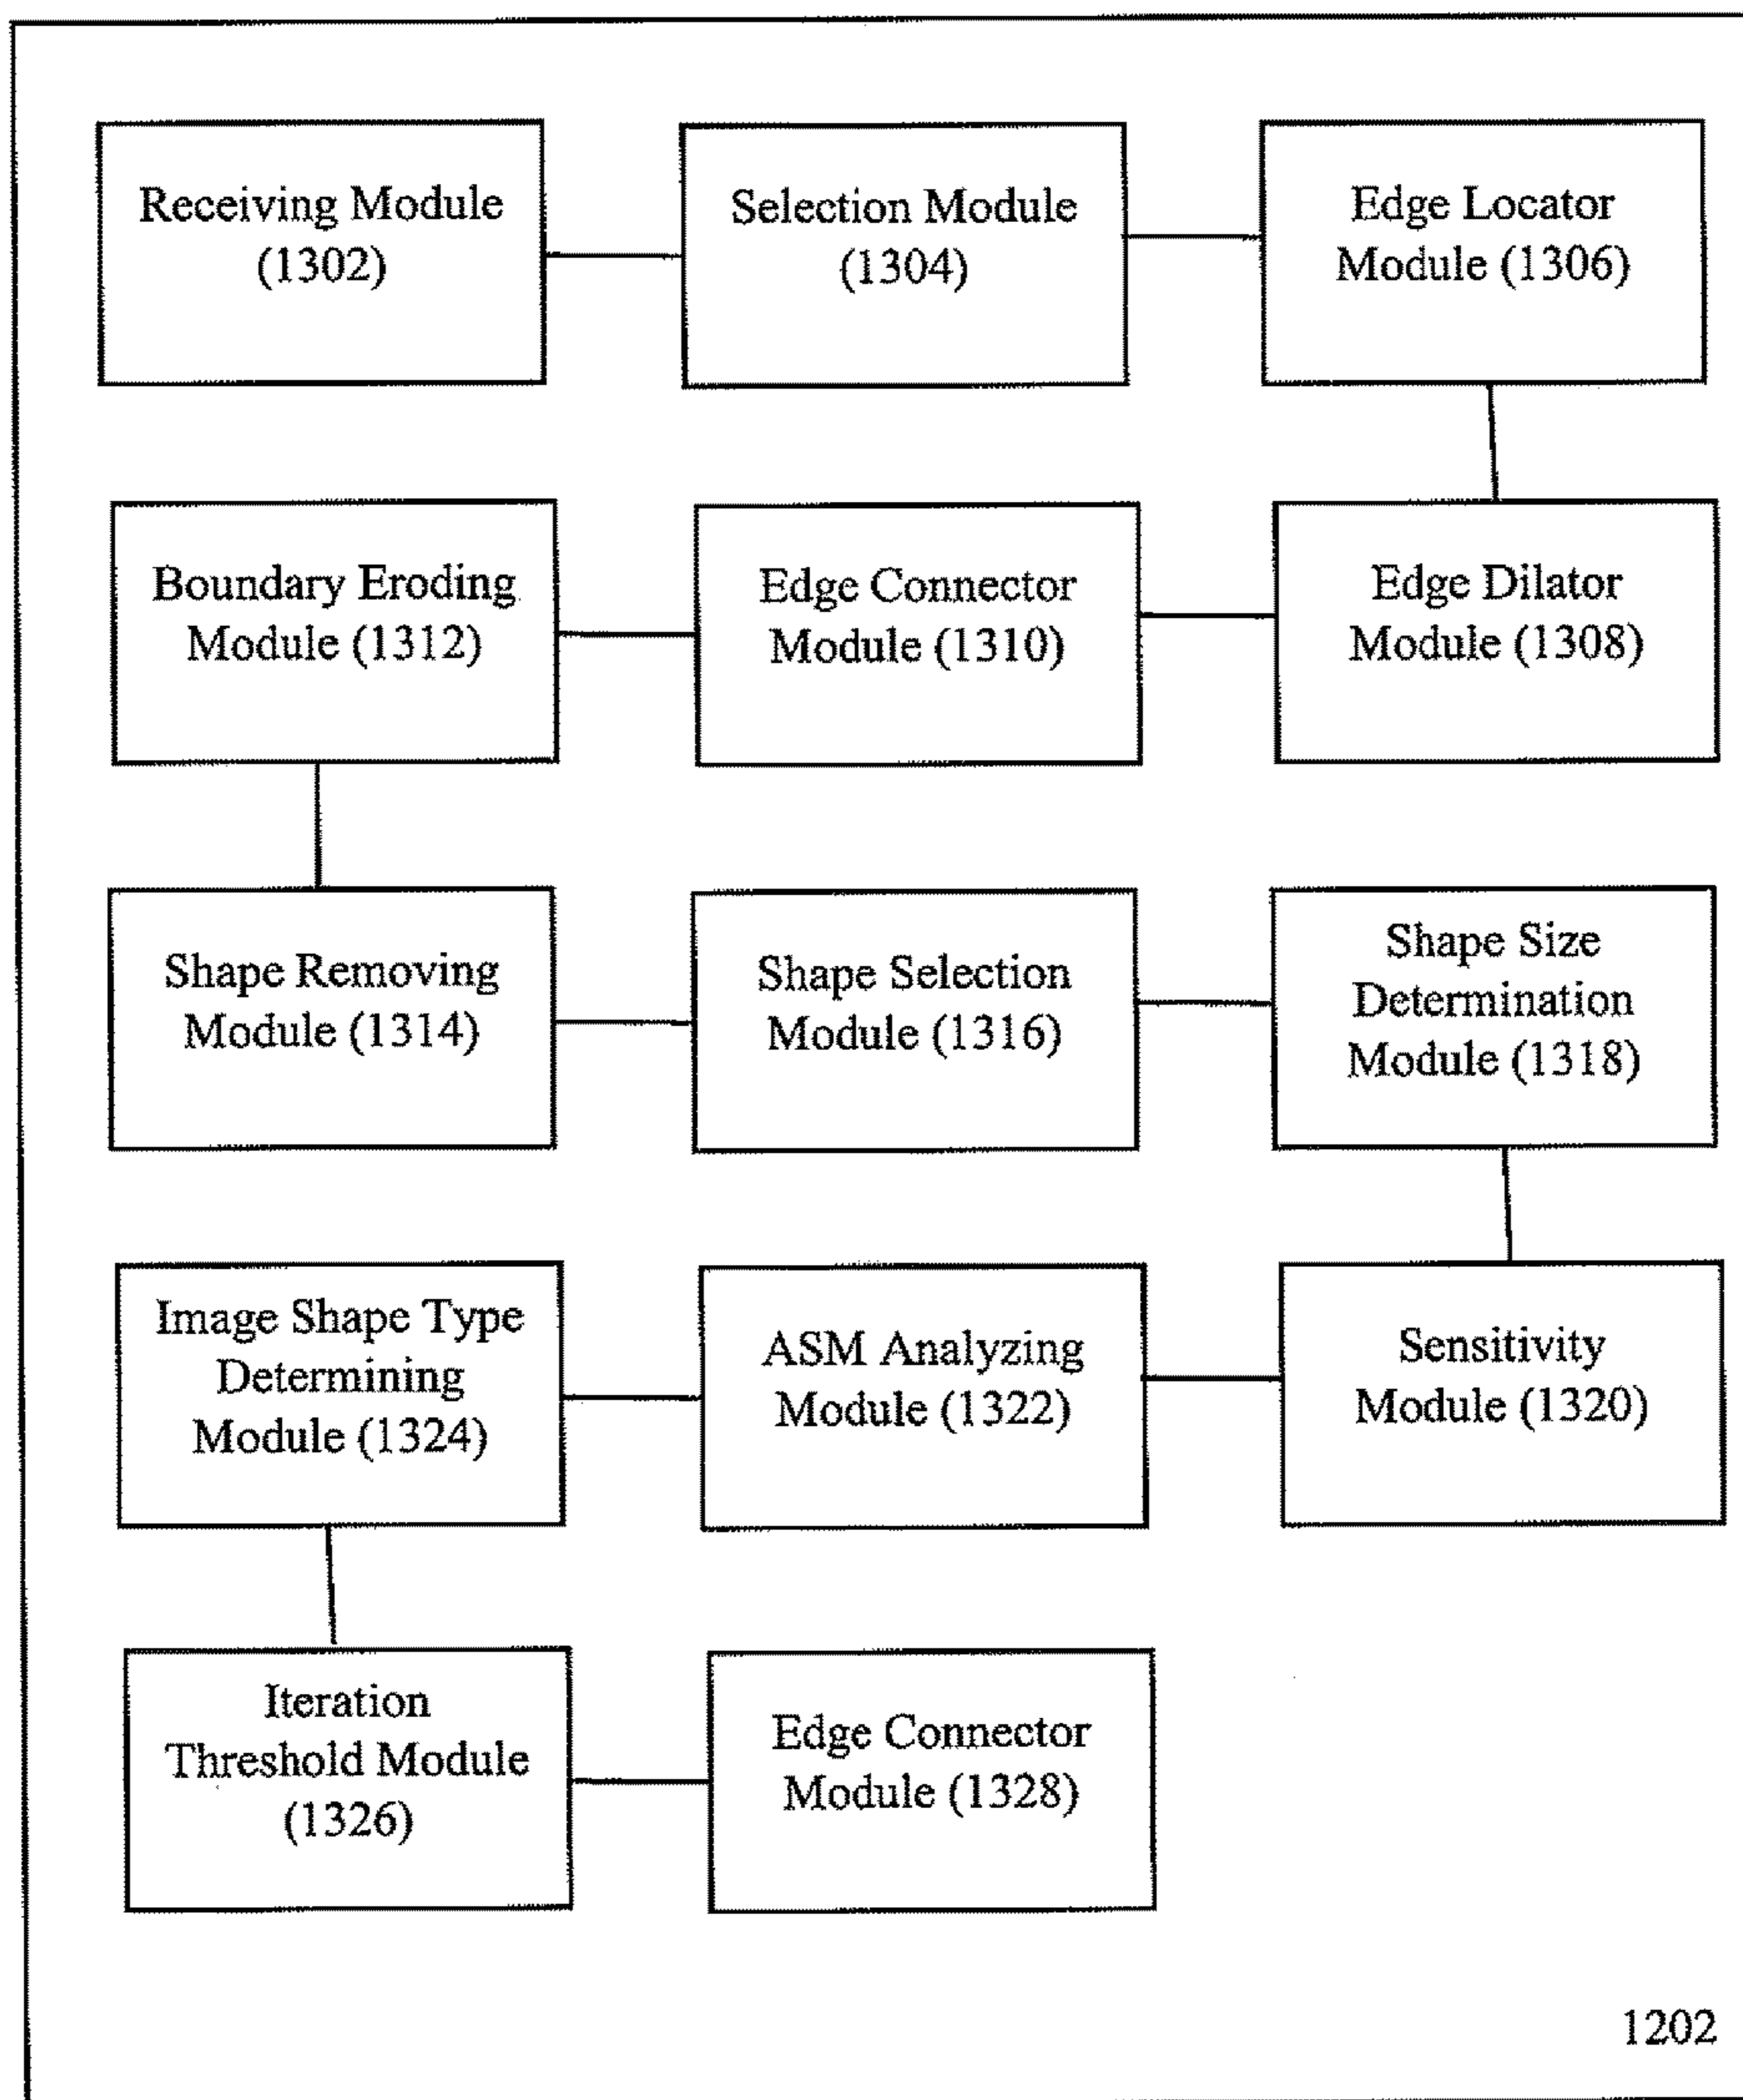 Receiving Module
(1302)
Selection Module
(1304)
Edge Locator
Module (1306)
Boundary Eroding
Module (1312)
Edge Connector
Module (1310)
Edge Dilator
Module (1308)
Shape Removing
Module (1314)
Shape Selection
Module (1316)
Shape Size
Determination
Module (1318)
Image Shape Type
Determining
Module (1324)
ASM Analyzing
Module (1322)
Sensitivity
Module (1320)
Iteration
Threshold Module
(1326)
Edge Connector
Module (1328)
1202